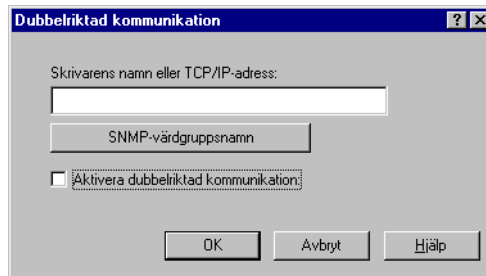 Dubbelriktad kommunikation
Skrivarens namn eller TCP/IP-adress:
SNMP-värdgruppsnamn
Aktivera dubbelriktad kommunikation:
OK Avbryt Hjälp